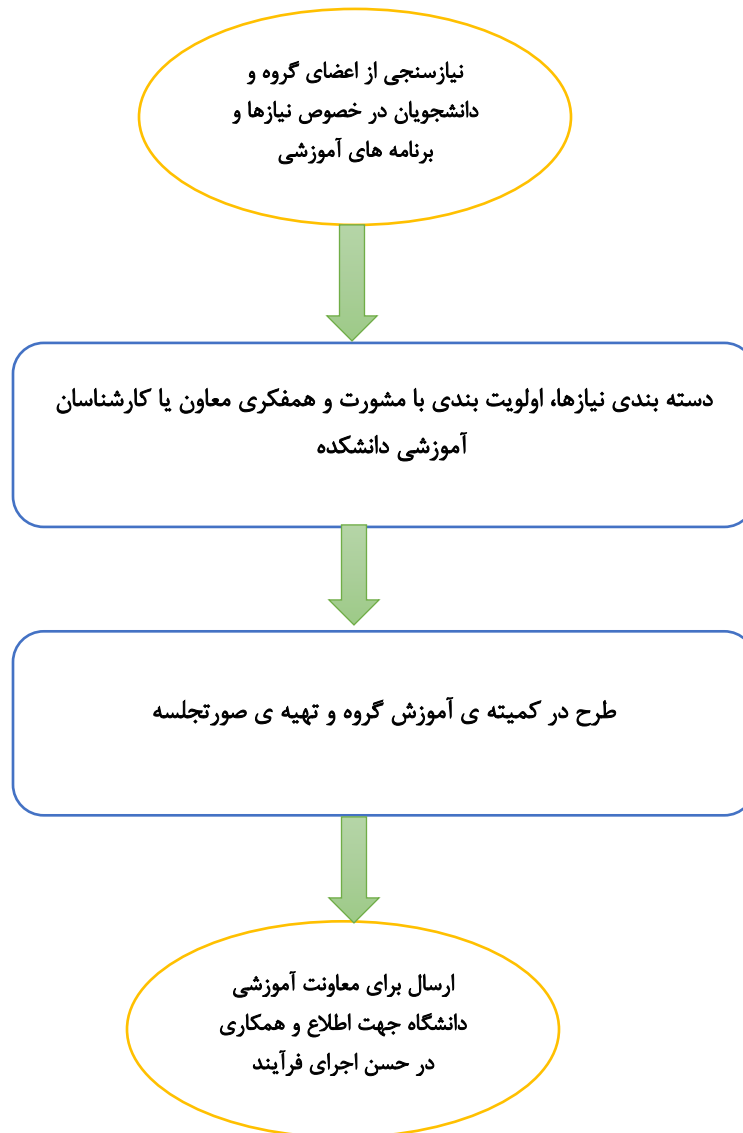 نیازسنجی از اعضای گروه و
دانشجویان در خصوص نیازها و
برنامه های آموزشی
دسته بندی نیازها، اولویت بندی با مشورت و همفکری معاون یا کارشناسان
آموزشی دانشکده
طرح در کمیته ی آموزش گروه و تهیه ی صورتجلسه
ارسال برای معاونت آموزشی
دانشگاه جهت اطلاع و همکاری
در حسن اجرای فرآیند